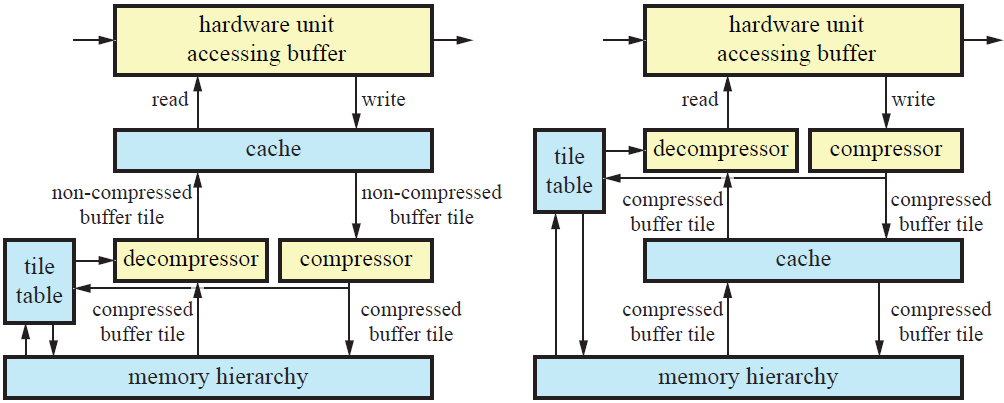 hardware unit
accessing buffer
read
write
cache
non-compressed
buffer tile
non-compressed
buffer tile
tile
table
decompressor
compressor
compressed
buffer tile
compressed
buffer tile
memory hierarchy
hardware unit
accessing buffer
read
write
tile
table
decompressor
compressor
compressed
buffer tile
compressed
buffer tile
cache
compressed
buffer tile
compressed
buffer tile
memory hierarchy